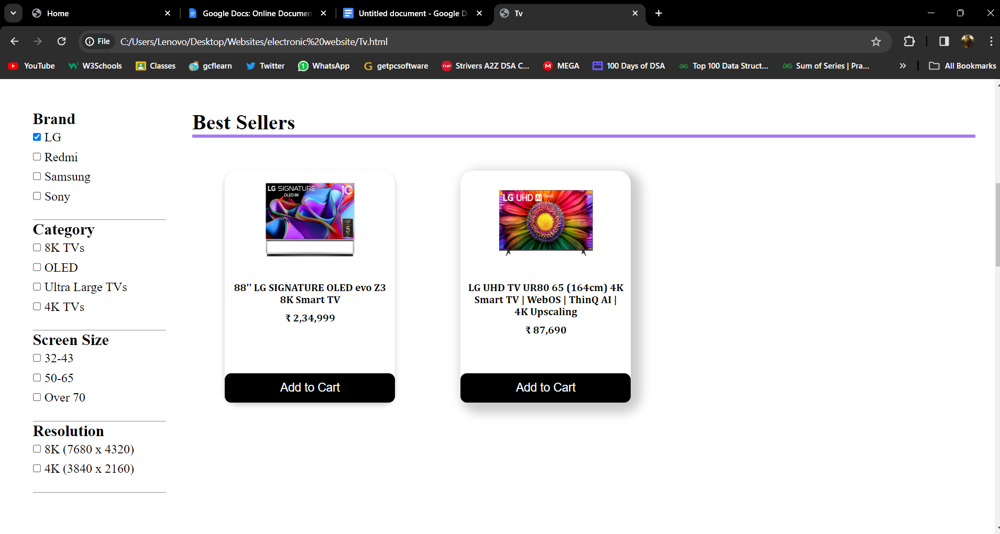 Home
Google Docs: Online Documen
Untitled document - Google D
Tv
File
C:/Users/Lenovo/Desktop/Websites/electronic%20website/Tv.html
YouTube
W3Schools
Classes
gcflearn
Twitter
1
WhatsApp
G getpcsoftware
TUF Strivers A2Z DSA C...
M MEGA
100 Days of DSA
Top 100 Data Struct...
Sum of Series | Pra...
All Bookmarks
Brand
LG
Redmi
Samsung
Sony
Category
8K TVs
OLED
Ultra Large TVs
4K TVs
Screen Size
32-43
50-65
Over 70
Resolution
8K (7680 x 4320)
4K (3840 x 2160)
Best Sellers
LG SIGNATURE
OLED 8K
10
5
88" LG SIGNATURE OLED evo Z3
8K Smart TV
₹ 2,34,999
Add to Cart
LG UHD AI ThinQ
LG UHD TV UR80 65 (164cm) 4K
Smart TV | WebOS | ThinQ AI |
4K Upscaling
₹ 87,690
Add to Cart